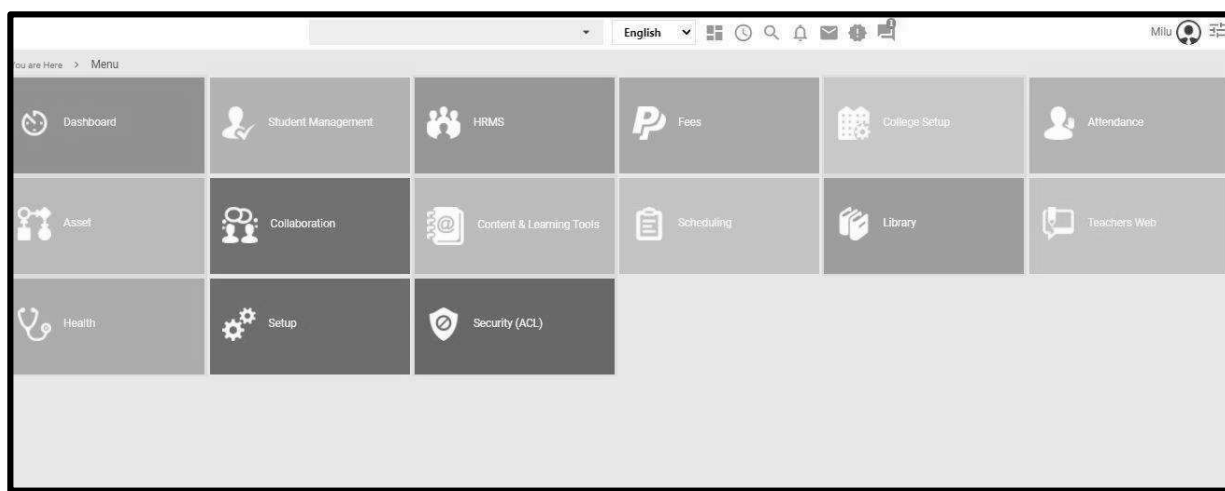 English
1
Milu
You are Here > Menu
Dashboard
Student Management
HRMS
Fees
College Setup
Attendance
Asset
Collaboration
Content & Learning Tools
Scheduling
Library
Teachers Web
Health
Setup
Security (ACL)